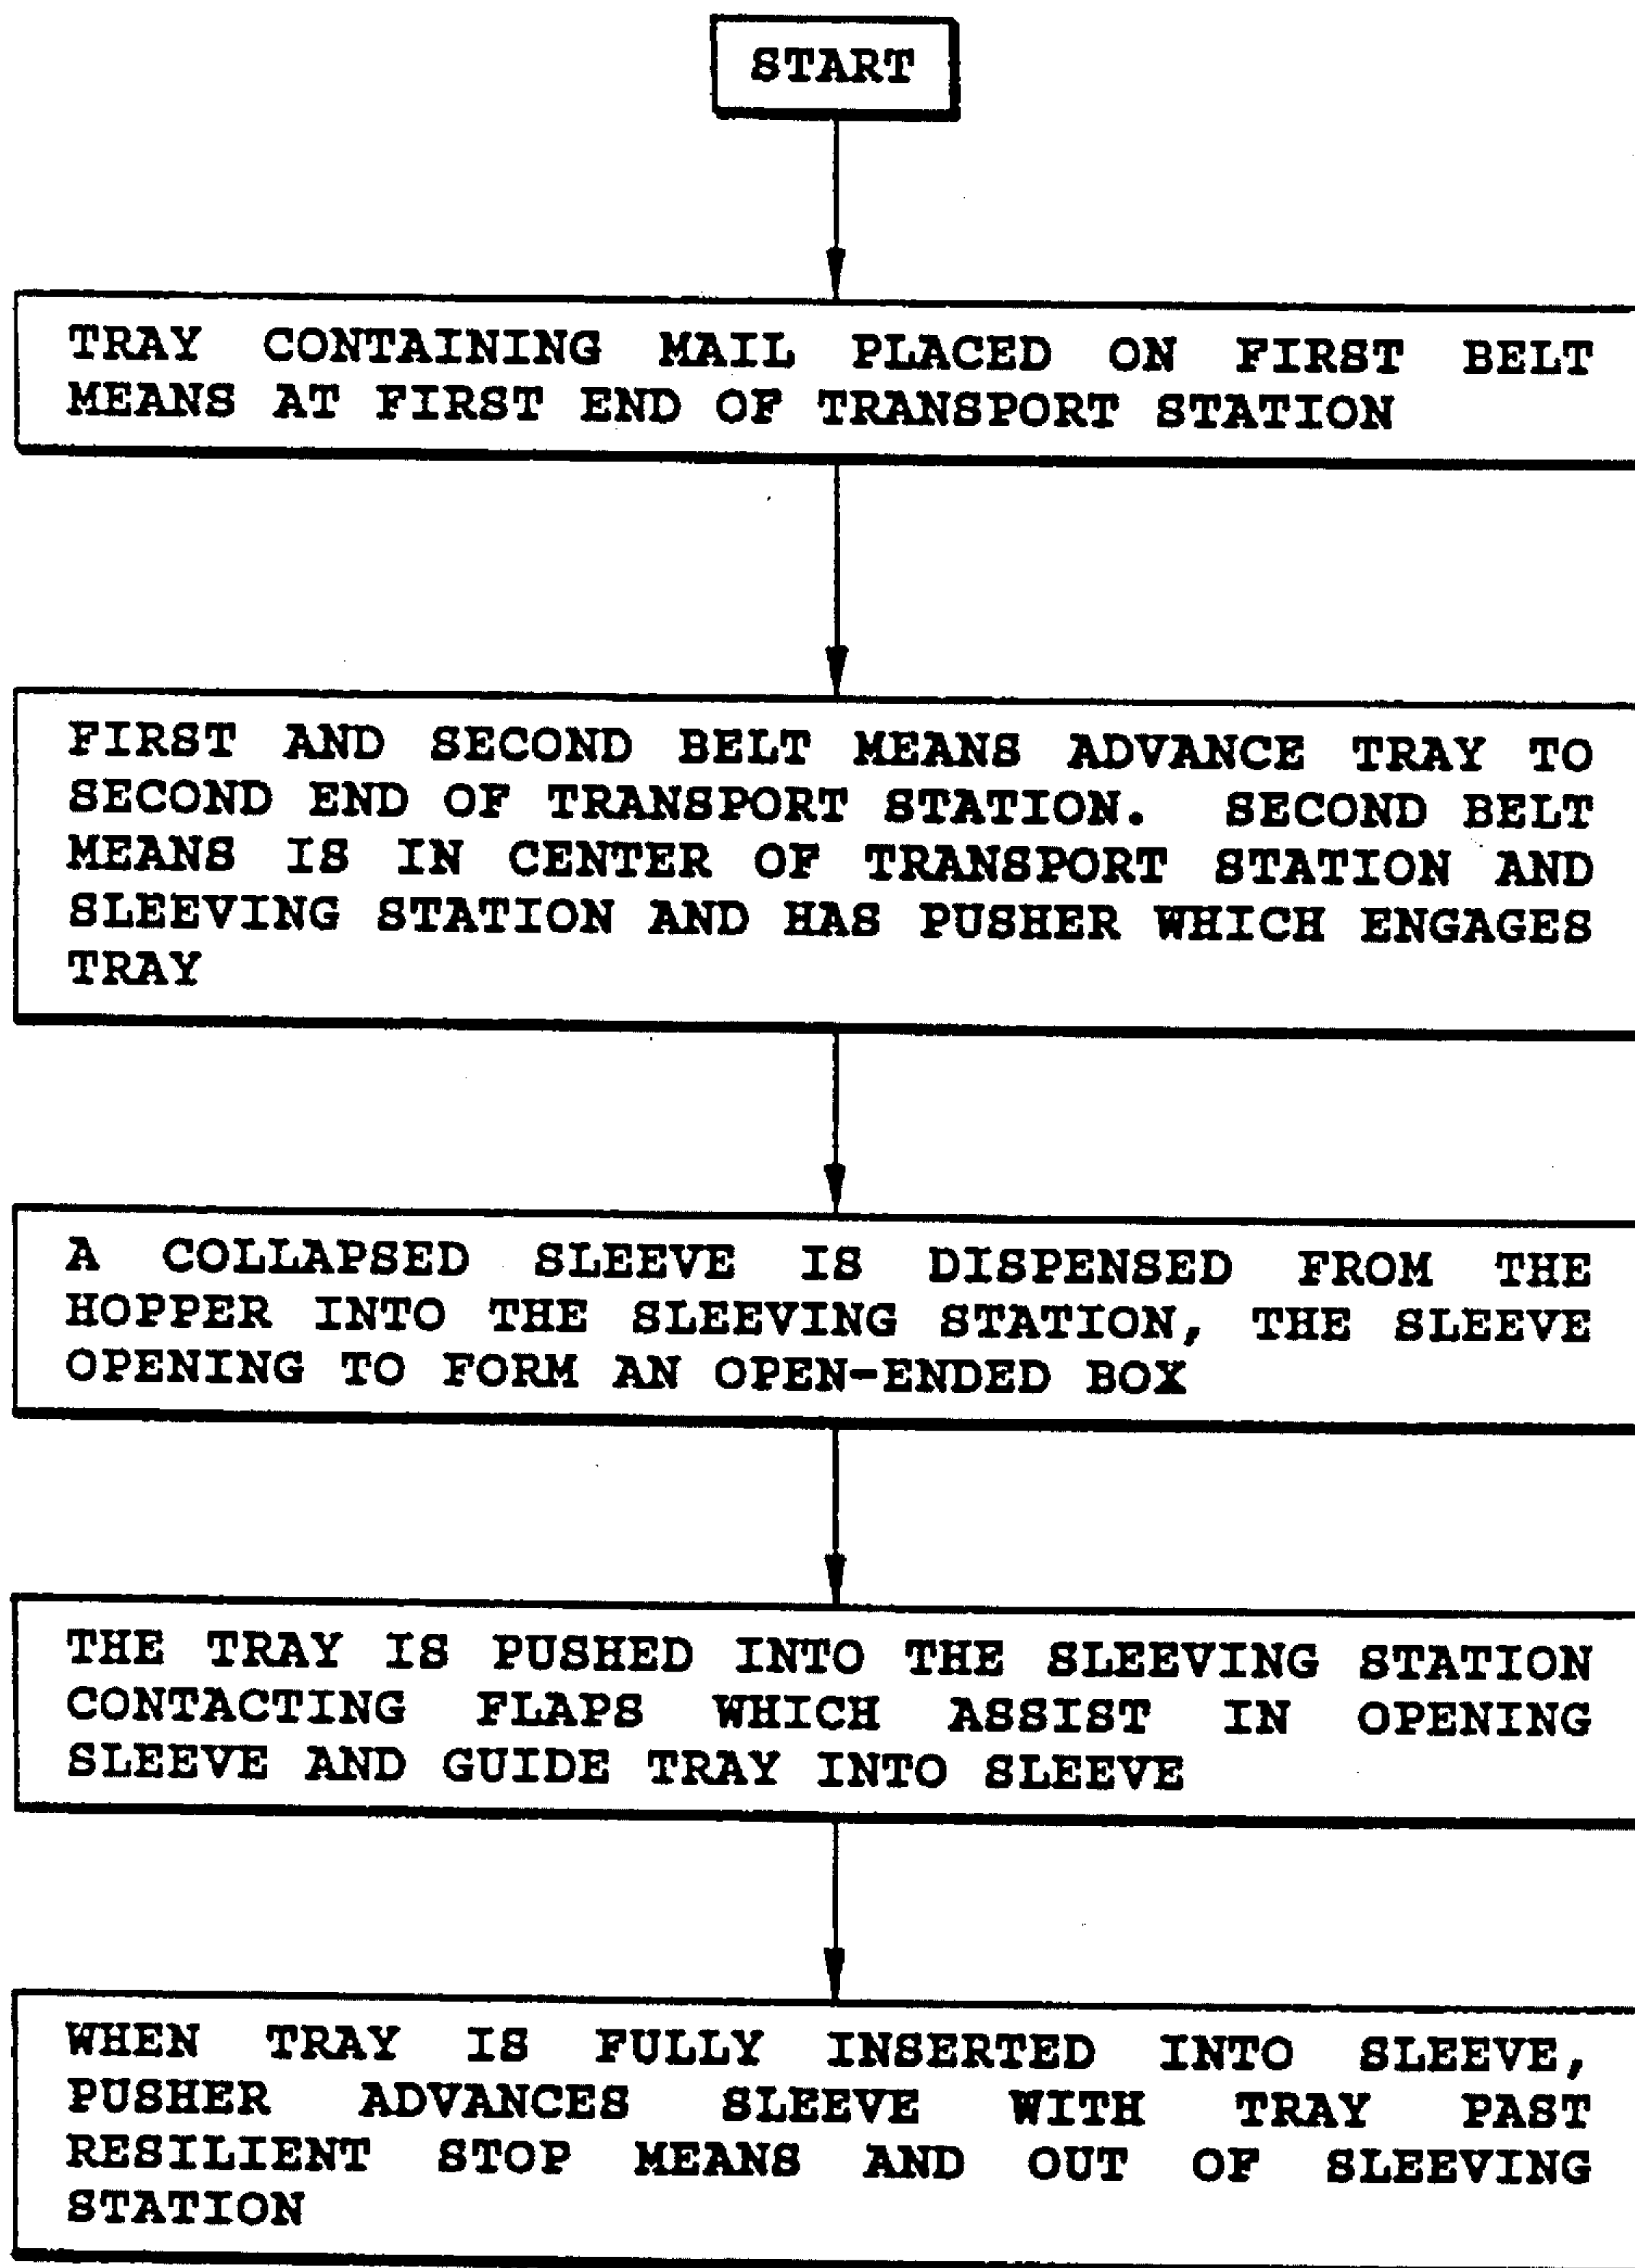 START
TRAY CONTAINING MAIL PLACED ON FIRST BELT
MEANS AT FIRST END OF TRANSPORT STATION
FIRST AND SECOND BELT MEANS ADVANCE TRAY TO
SECOND END OF TRANSPORT STATION. SECOND BELT
MEANS IS IN CENTER OF TRANSPORT STATION AND
SLEEVING STATION AND HAS PUSHER WHICH ENGAGES
TRAY
A COLLAPSED SLEEVE IS DISPENSED FROM THE
HOPPER INTO THE SLEEVING STATION, THE SLEEVE
OPENING TO FORM AN OPEN-ENDED BOX
THE TRAY IS PUSHED INTO THE SLEEVING STATION
CONTACTING FLAPS WHICH ASSIST IN OPENING
SLEEVE AND GUIDE TRAY INTO SLEEVE
WHEN TRAY IS FULLY INSERTED INTO SLEEVE,
PUSHER ADVANCES SLEEVE WITH TRAY PAST
RESILIENT STOP MEANS AND OUT OF SLEEVING
STATION